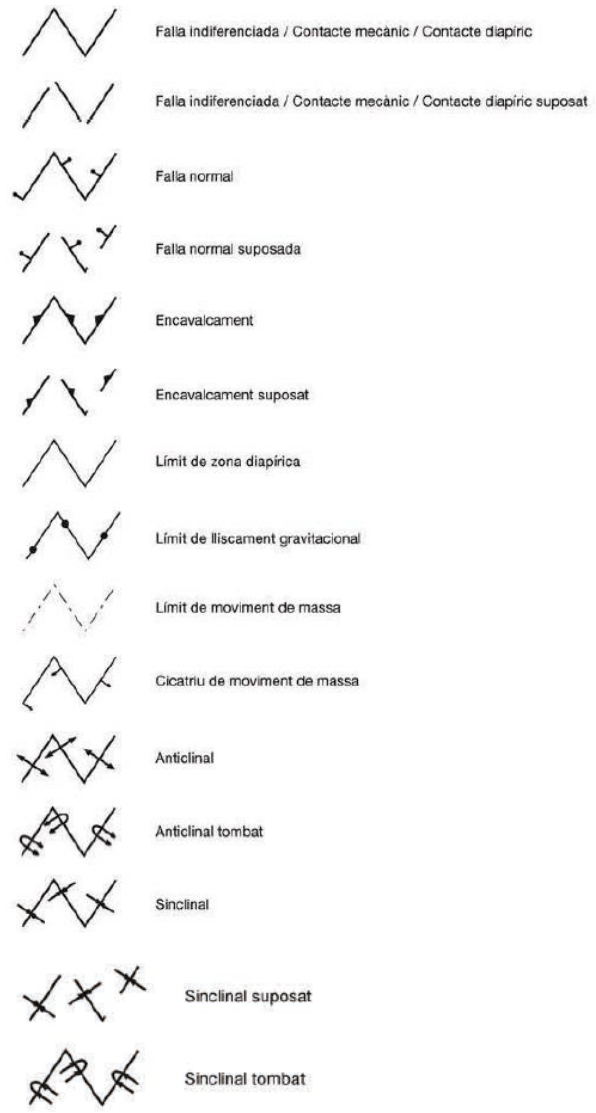 Falla indiferenciada / Contacte mecànic / Contacte diapíric
Falla indiferenciada / Contacte mecànic / Contacte diapíric suposat
Falla normal
Falla normal suposada
Encavalcament
Encavalcament suposat
Límit de zona diapírica
Límit de lliscament gravitacional
Límit de moviment de massa
Cicatriu de moviment de massa
Anticlinal
Anticlinal tombat
Sinclinal
Sinclinal suposat
Sinclinal tombat